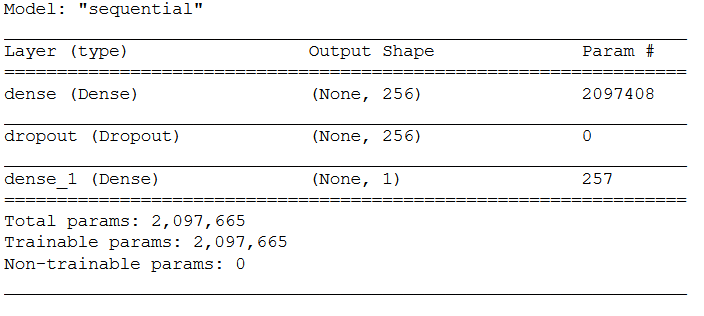 Model: "sequential"
Layer (type) Output Shape Param #
dense (Dense) (None, 256) 2097408
dropout (Dropout) (None, 256) 0
dense_1 (Dense) (None, 1) 257
Total params: 2,097,665
Trainable params: 2,097,665
Non-trainable params: 0